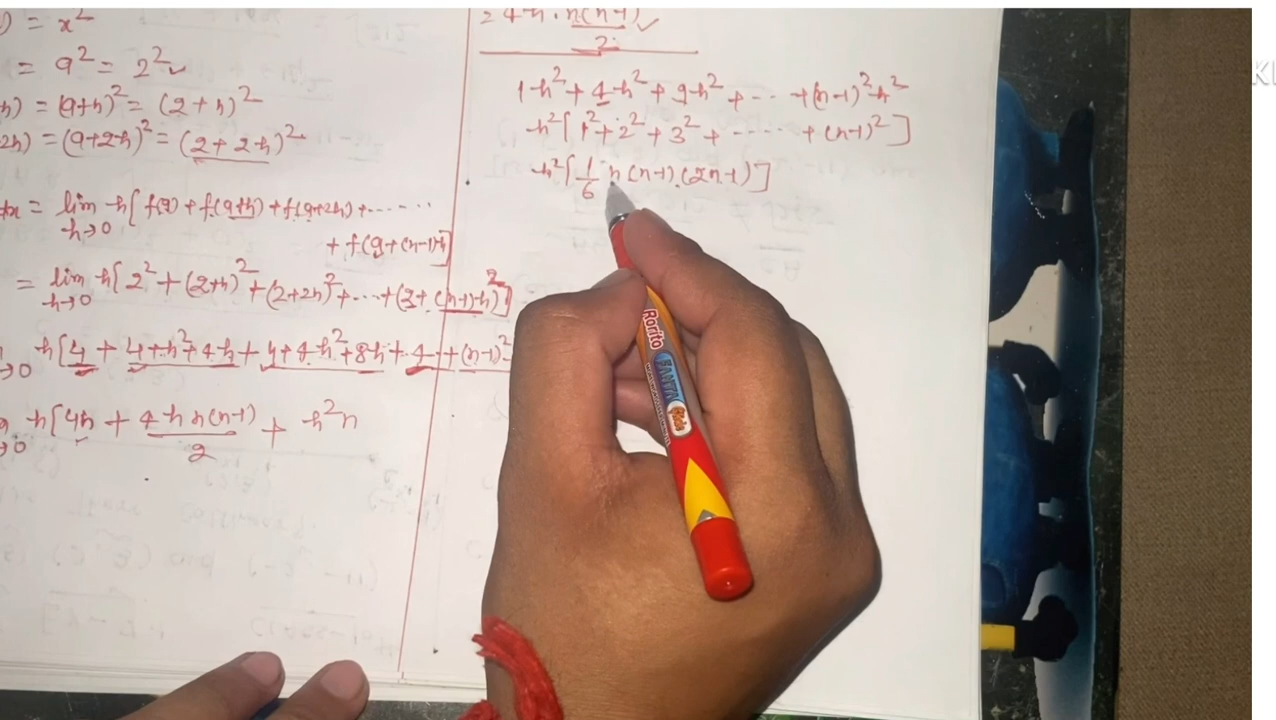 ) = x²
= a² = 2²
h) = (a+h)² = (2+h)²
2h) = (a+2h)² = (2+2h)²
= lim h→0 h[f(a) + f(a+h) + f(a+2h) + ......
+ f(a+(n-1)h]
= lim h→0 h[2² + (2+h)² + (2+2h)² + ... + (2+(n-1)h)²]
→0 h[4 + 4+h²+4h + 4+4h²+8h + 4 + (n-1)²
→0 h[4n + 4h n(n-1)/2 + h²n
= 4h · n(n-1)/2
1h² + 4h² + 9h² + ... + (n-1)²h²
h²[1² + 2² + 3² + ...... + (n-1)²]
h²[1/6 n(n-1).(2n-1)]
Rorito
FANTA